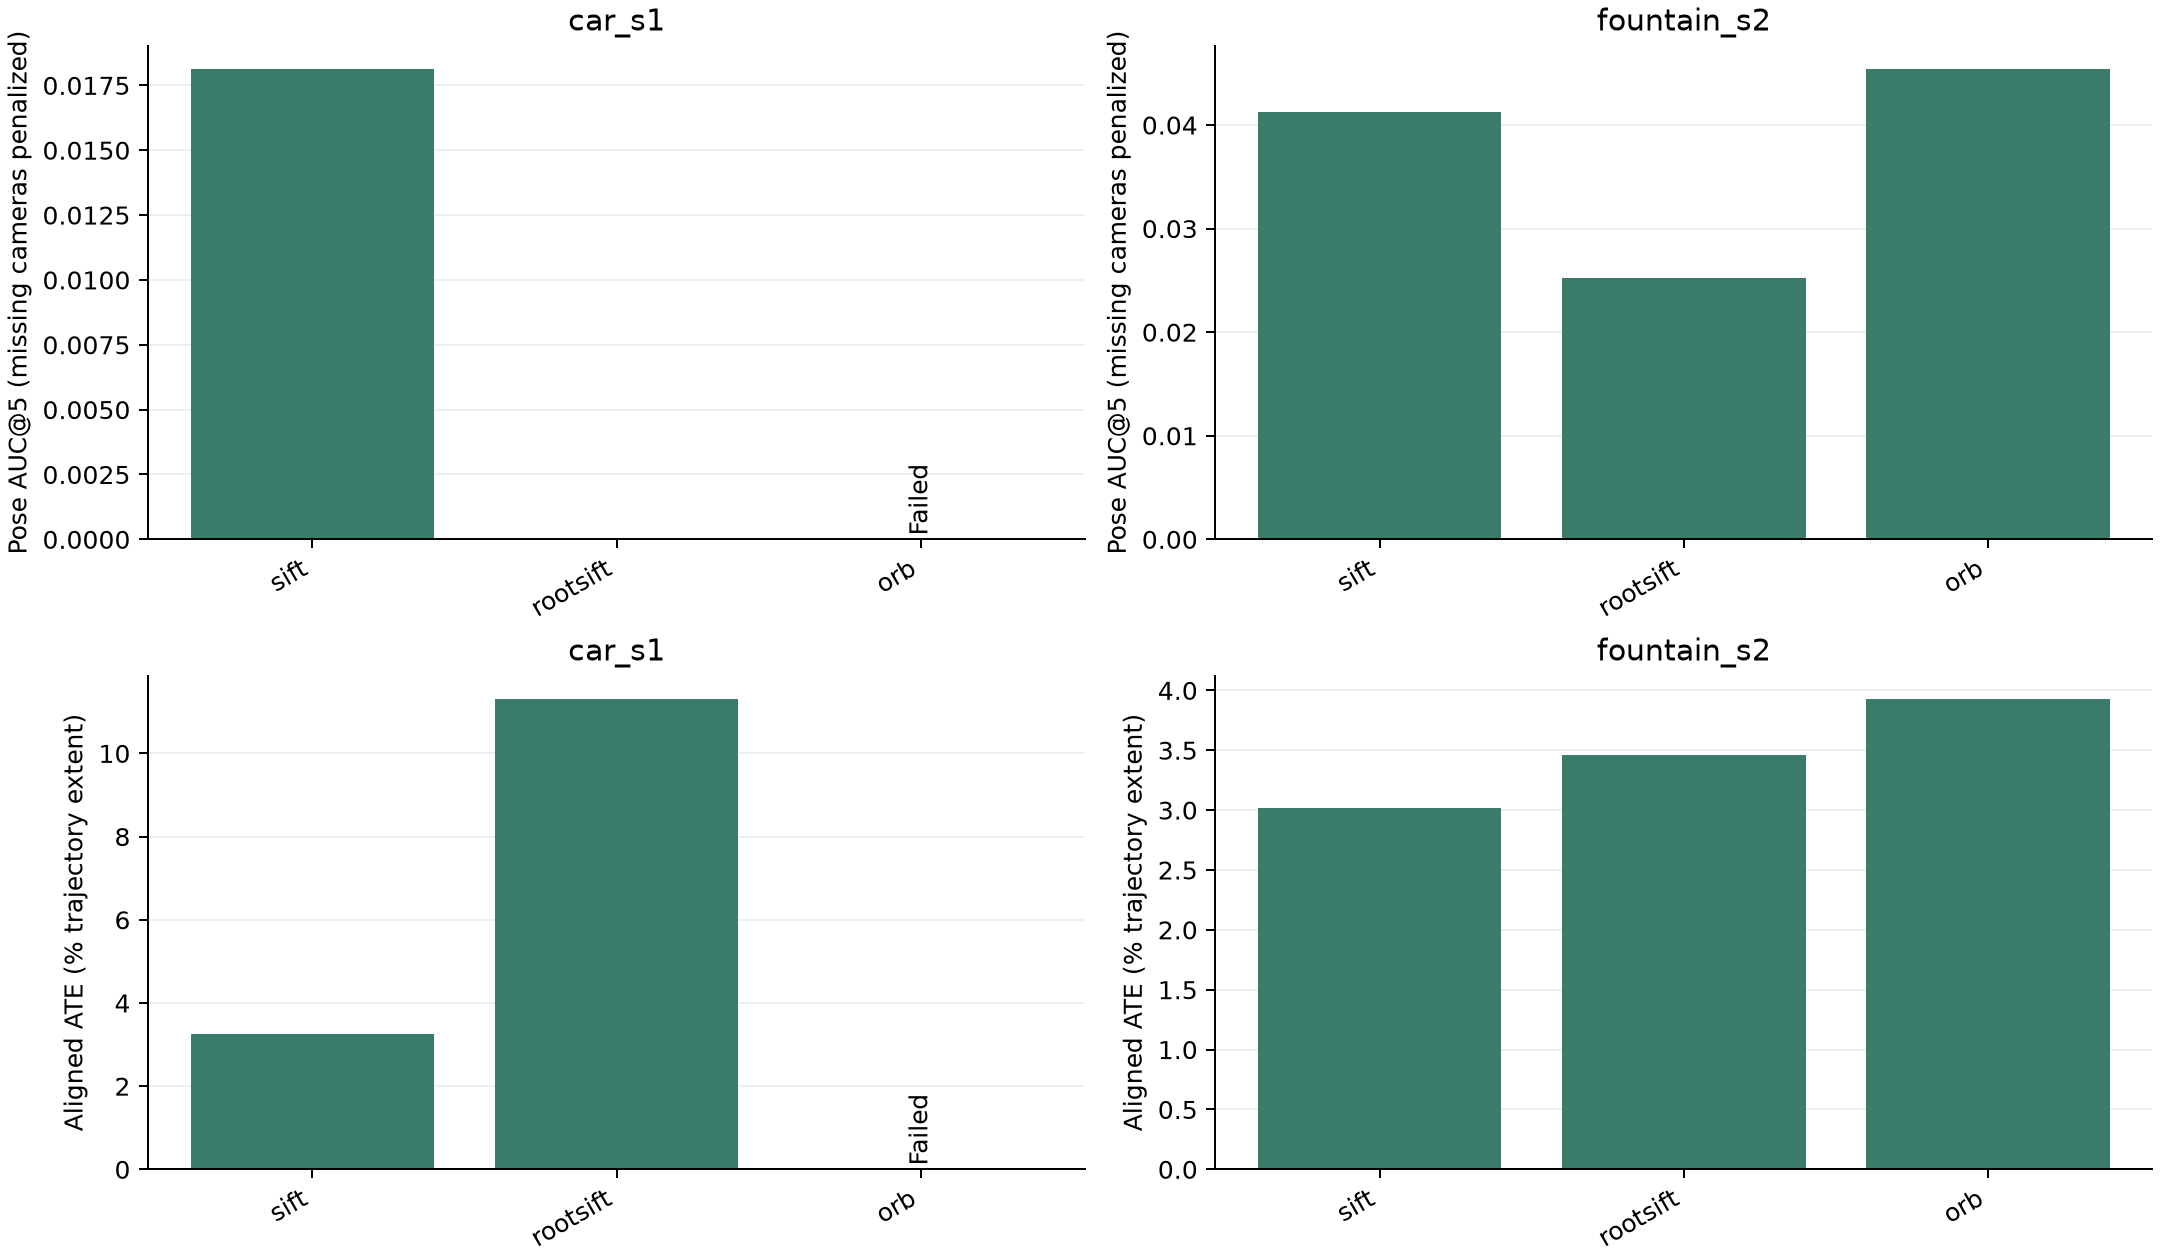 car_s1
Pose AUC@5 (missing cameras penalized)
0.0175
0.0150
0.0125
0.0100
0.0075
0.0050
0.0025
0.0000
Failed
sift
rootsift
orb
fountain_s2
Pose AUC@5 (missing cameras penalized)
0.04
0.03
0.02
0.01
0.00
sift
rootsift
orb
car_s1
Aligned ATE (% trajectory extent)
10
8
6
4
2
0
Failed
sift
rootsift
orb
fountain_s2
Aligned ATE (% trajectory extent)
4.0
3.5
3.0
2.5
2.0
1.5
1.0
0.5
0.0
sift
rootsift
orb